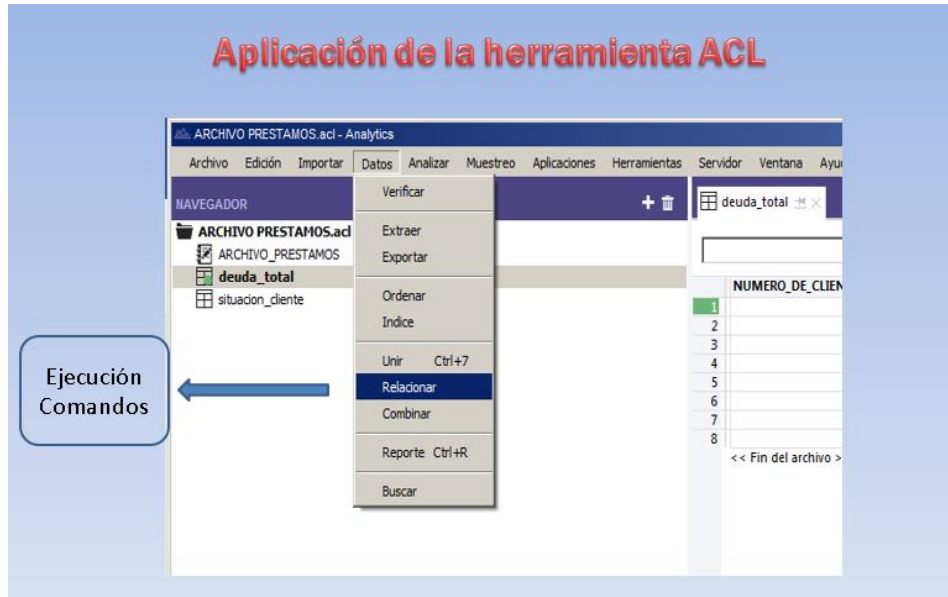 Aplicación de la herramienta ACL
ARCHIVO PRESTAMOS.acl - Analytics
Archivo Edición Importar Datos Analizar Muestreo Aplicaciones Herramientas Servidor Ventana Ayu
NAVEGADOR
ARCHIVO PRESTAMOS.acl
ARCHIVO_PRESTAMOS
deuda_total
situacion_cliente
Verificar
Extraer
Exportar
Ordenar
Indice
Unir Ctrl+7
Relacionar
Combinar
Reporte Ctrl+R
Buscar
deuda_total
NUMERO_DE_CLIEN
1
2
3
4
5
6
7
8
<< Fin del archivo >
Ejecución
Comandos